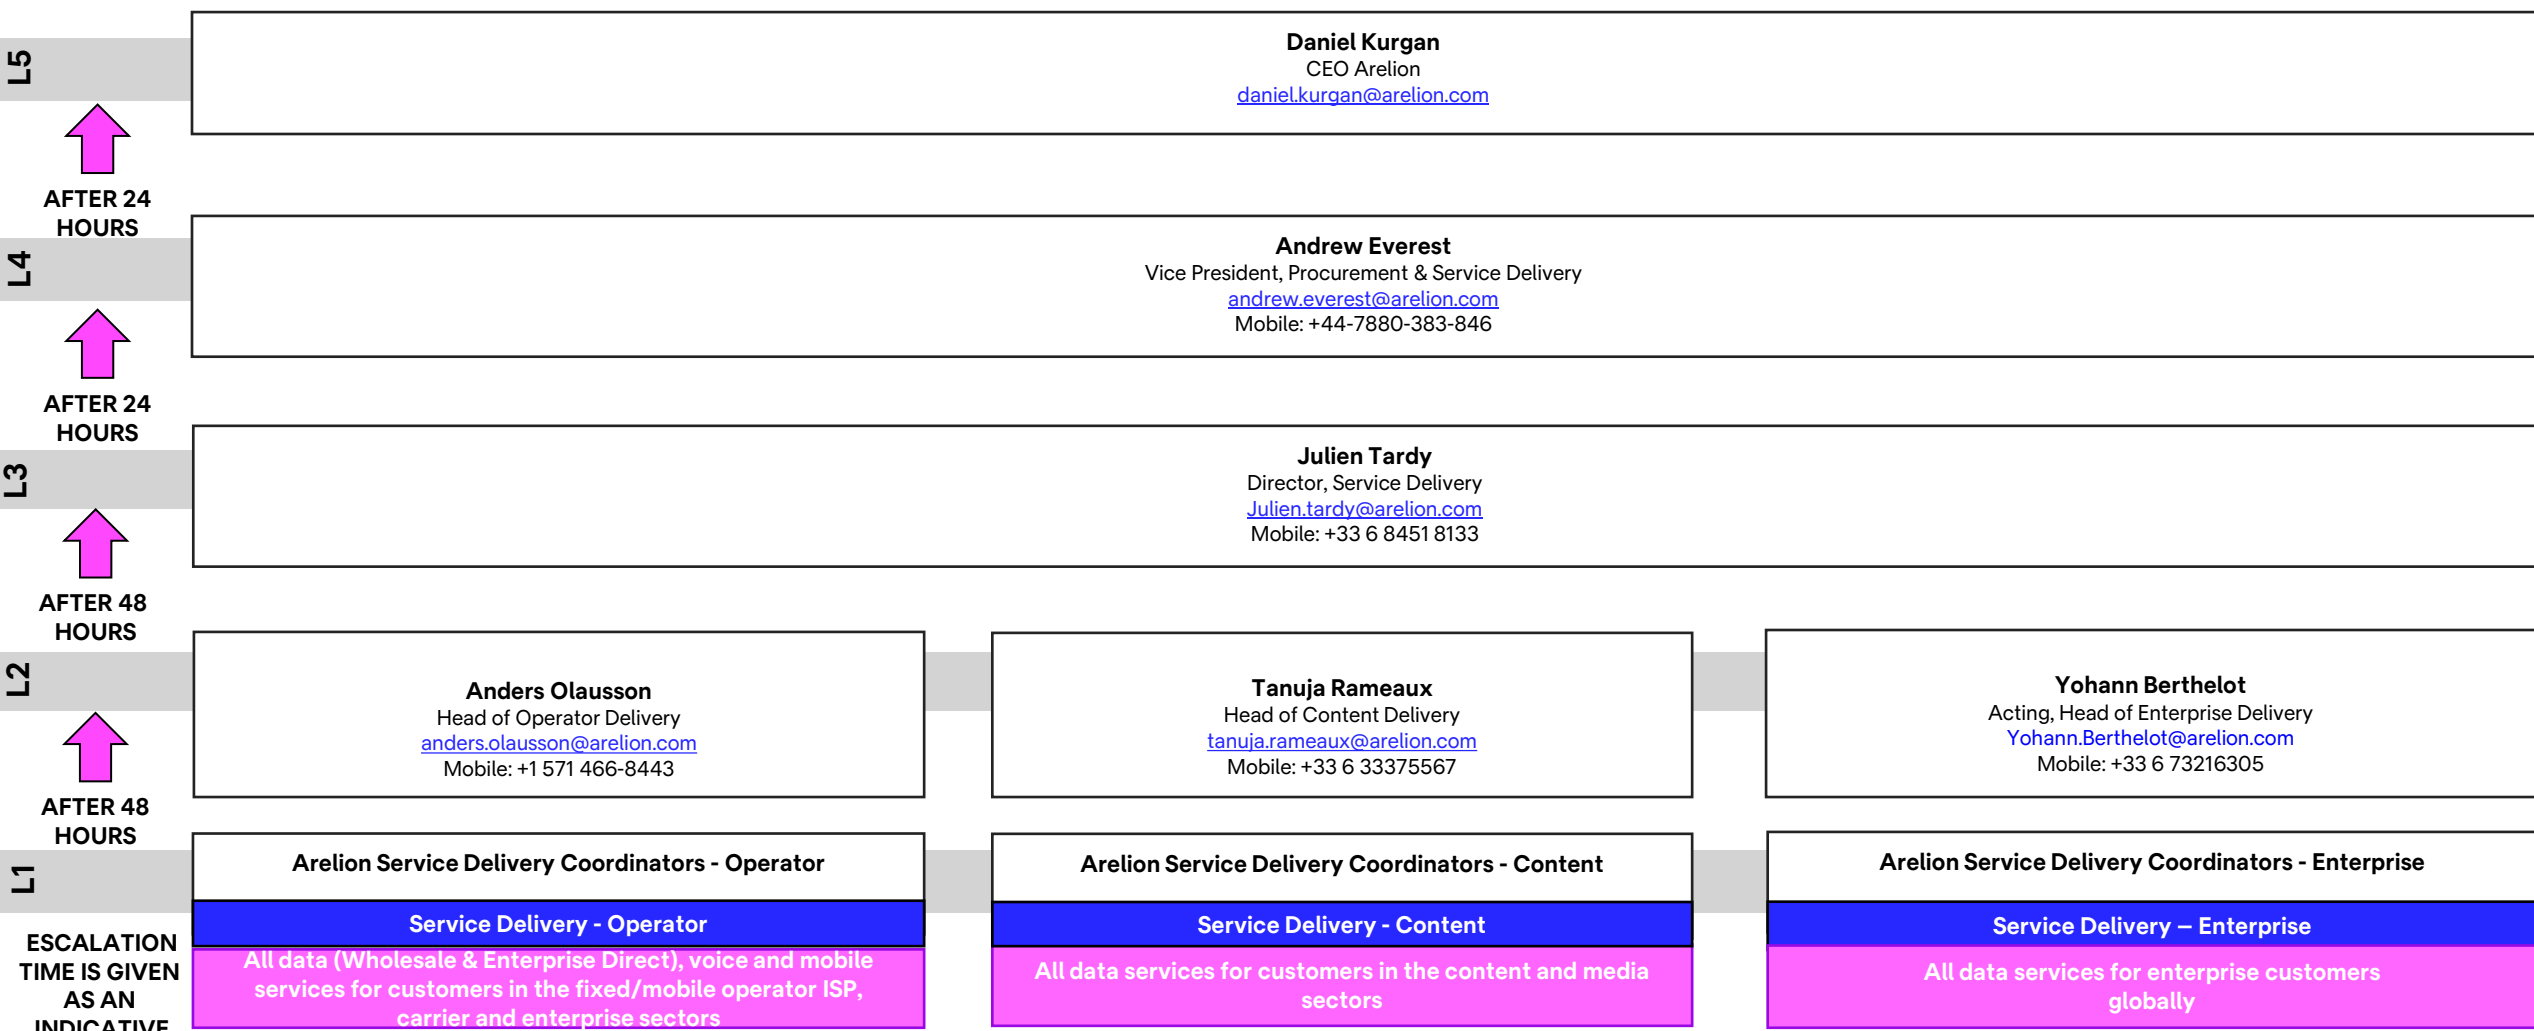 L5
Daniel Kurgan
CEO Arelion
daniel.kurgan@arelion.com
AFTER 24
HOURS
L4
Andrew Everest
Vice President, Procurement & Service Delivery
andrew.everest@arelion.com
Mobile: +44-7880-383-846
AFTER 24
HOURS
L3
Julien Tardy
Director, Service Delivery
Julien.tardy@arelion.com
Mobile: +33 6 8451 8133
AFTER 48
HOURS
L2
Anders Olausson
Head of Operator Delivery
anders.olausson@arelion.com
Mobile: +1 571 466-8443
Tanuja Rameaux
Head of Content Delivery
tanuja.rameaux@arelion.com
Mobile: +33 6 33375567
Yohann Berthelot
Acting, Head of Enterprise Delivery
Yohann.Berthelot@arelion.com
Mobile: +33 6 73216305
AFTER 48
HOURS
L1
Arelion Service Delivery Coordinators - Operator
Service Delivery - Operator
All data (Wholesale & Enterprise Direct), voice and mobile
services for customers in the fixed/mobile operator ISP,
carrier and enterprise sectors
Arelion Service Delivery Coordinators - Content
Service Delivery - Content
All data services for customers in the content and media
sectors
Arelion Service Delivery Coordinators - Enterprise
Service Delivery – Enterprise
All data services for enterprise customers
globally
ESCALATION
TIME IS GIVEN
AS AN
INDICATIVE